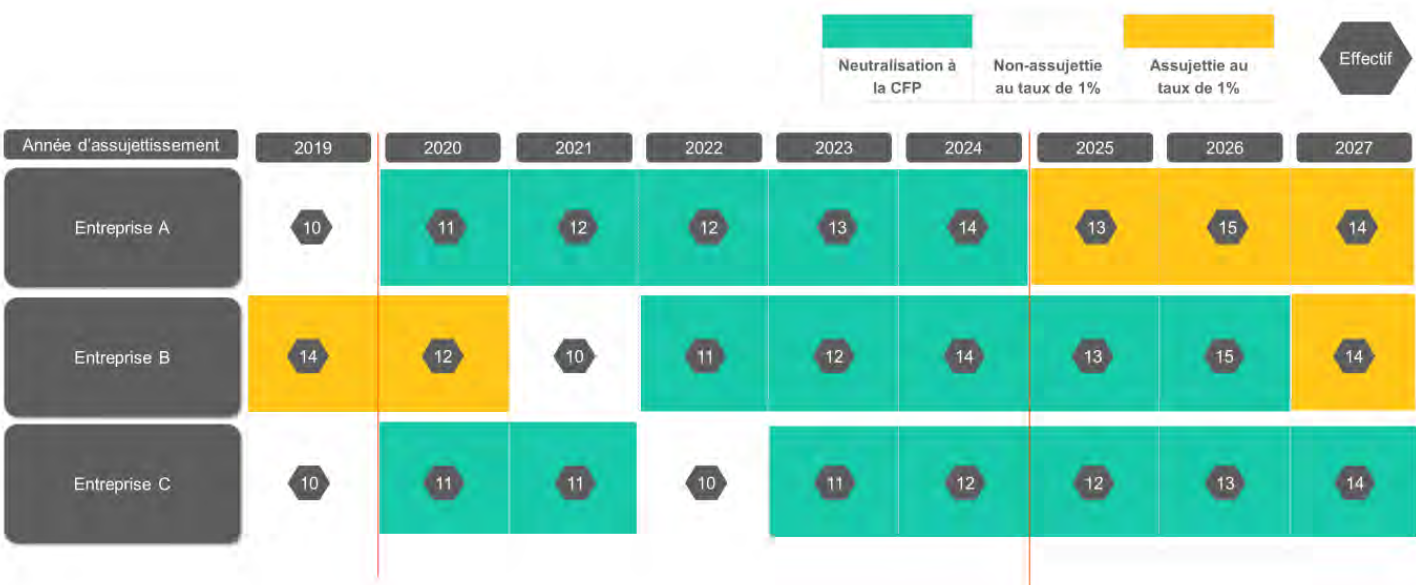 Neutralisation à
la CFP
Non-assujettie
au taux de 1%
Assujettie au
taux de 1%
Effectif
Année d'assujettissement 2019 2020 2021 2022 2023 2024 2025 2026 2027
Entreprise A 10 11 12 12 13 14 13 15 14
Entreprise B 14 12 10 11 12 14 13 15 14
Entreprise C 10 11 11 10 11 12 12 13 14